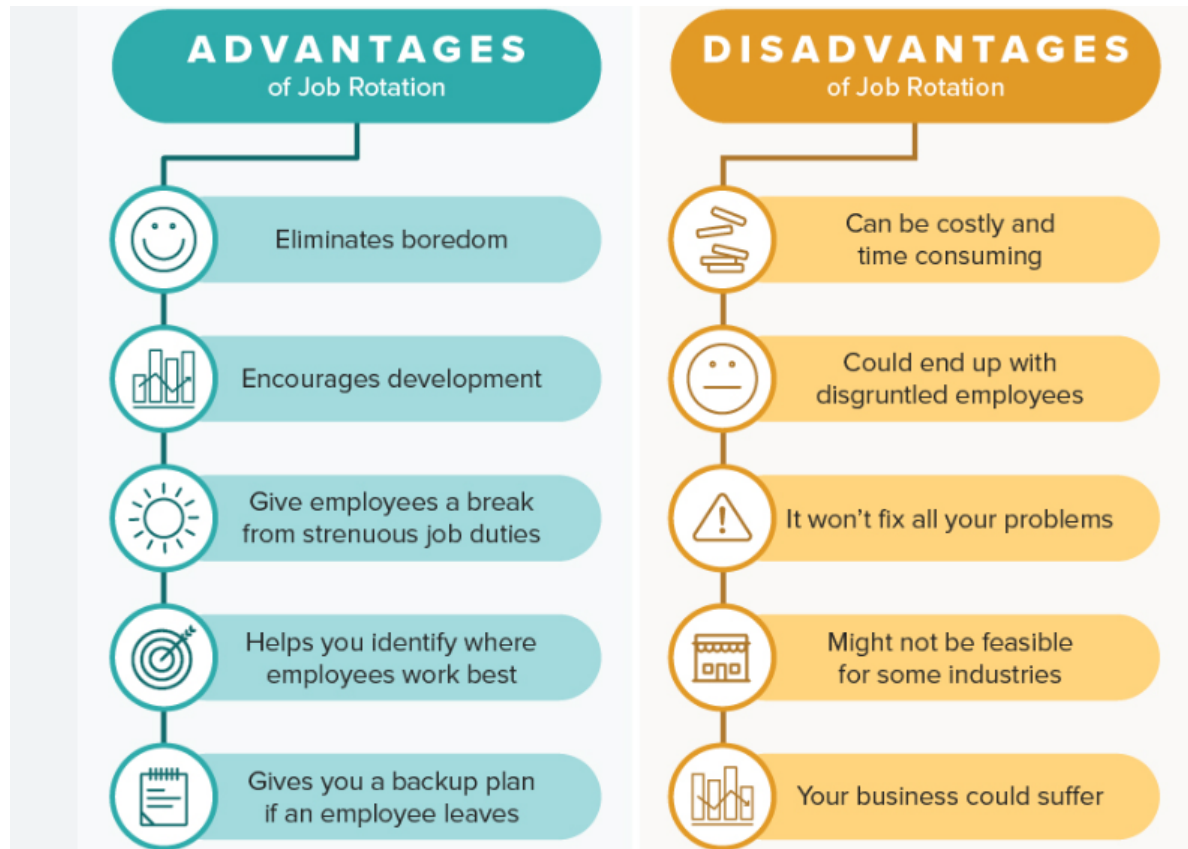 ADVANTAGES
of Job Rotation
Eliminates boredom
Encourages development
Give employees a break
from strenuous job duties
Helps you identify where
employees work best
Gives you a backup plan
if an employee leaves
DISADVANTAGES
of Job Rotation
Can be costly and
time consuming
Could end up with
disgruntled employees
It won’t fix all your problems
Might not be feasible
for some industries
Your business could suffer